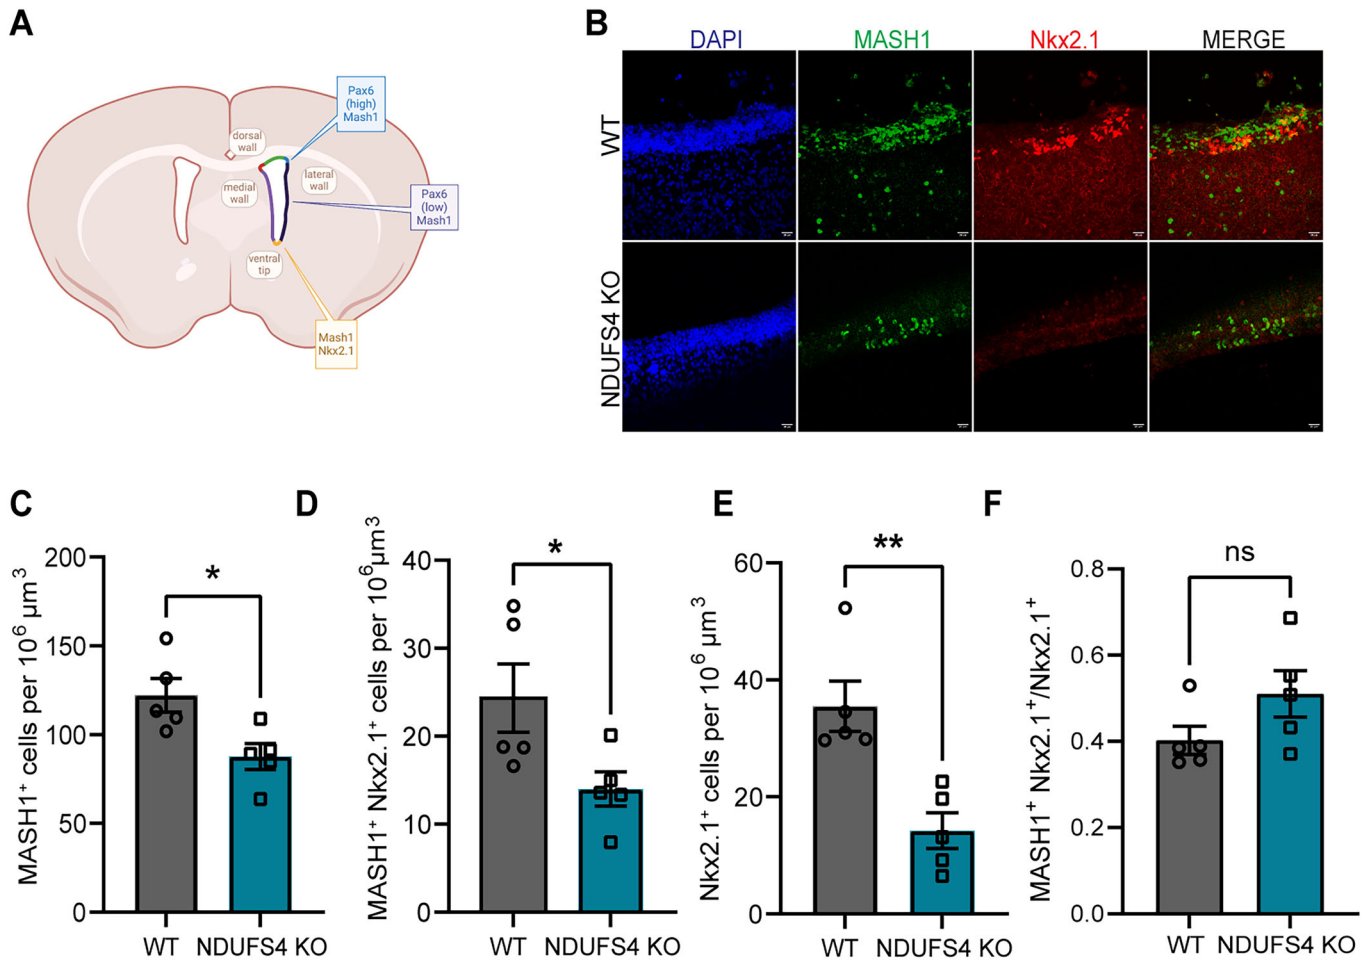 A
Pax6
(high)
Mash1
dorsal
wall
medial
wall
lateral
wall
Pax6
(low)
Mash1
ventral
tip
Mash1
Nkx2.1
B
DAPI
MASH1
Nkx2.1
MERGE
WT
NDUFS4 KO
C
MASH1⁺ cells per 10⁶ µm³
200
150
100
50
0
*
WT
NDUFS4 KO
D
MASH1⁺ Nkx2.1⁺ cells per 10⁶µm³
40
30
20
10
0
*
WT
NDUFS4 KO
E
Nkx2.1⁺ cells per 10⁶ µm³
60
40
20
0
**
WT
NDUFS4 KO
F
MASH1⁺ Nkx2.1⁺/Nkx2.1⁺
0.8
0.6
0.4
0.2
0.0
ns
WT
NDUFS4 KO